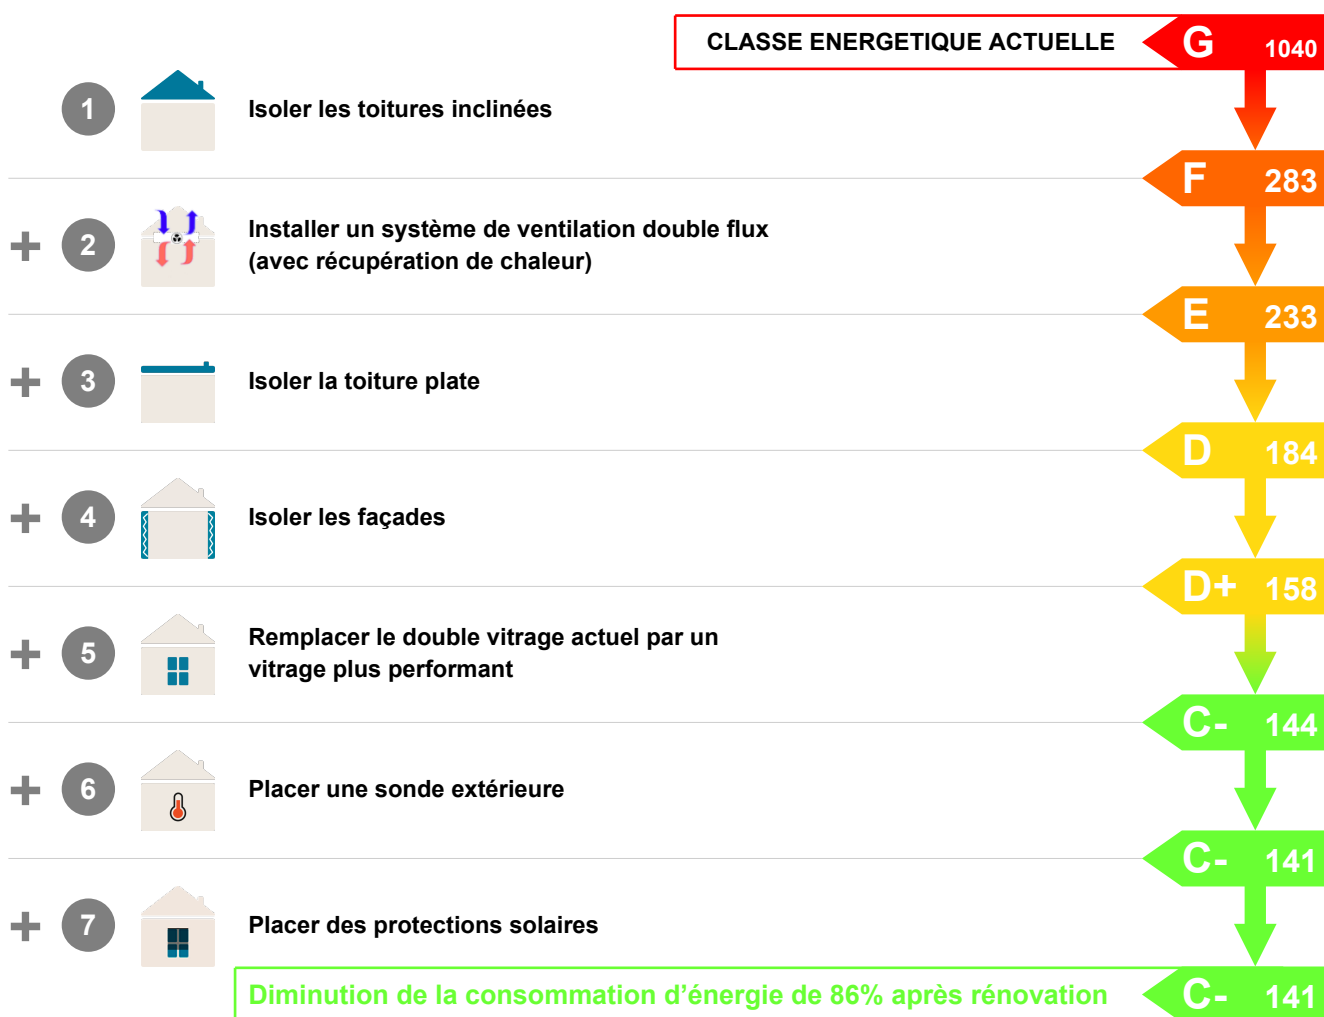 CLASSE ENERGETIQUE ACTUELLE G 1040
1 Isoler les toitures inclinées
F 283
+ 2 Installer un système de ventilation double flux
(avec récupération de chaleur)
E 233
+ 3 Isoler la toiture plate
D 184
+ 4 Isoler les façades
D+ 158
+ 5 Remplacer le double vitrage actuel par un
vitrage plus performant
C- 144
+ 6 Placer une sonde extérieure
C- 141
+ 7 Placer des protections solaires
Diminution de la consommation d'énergie de 86% après rénovation C- 141